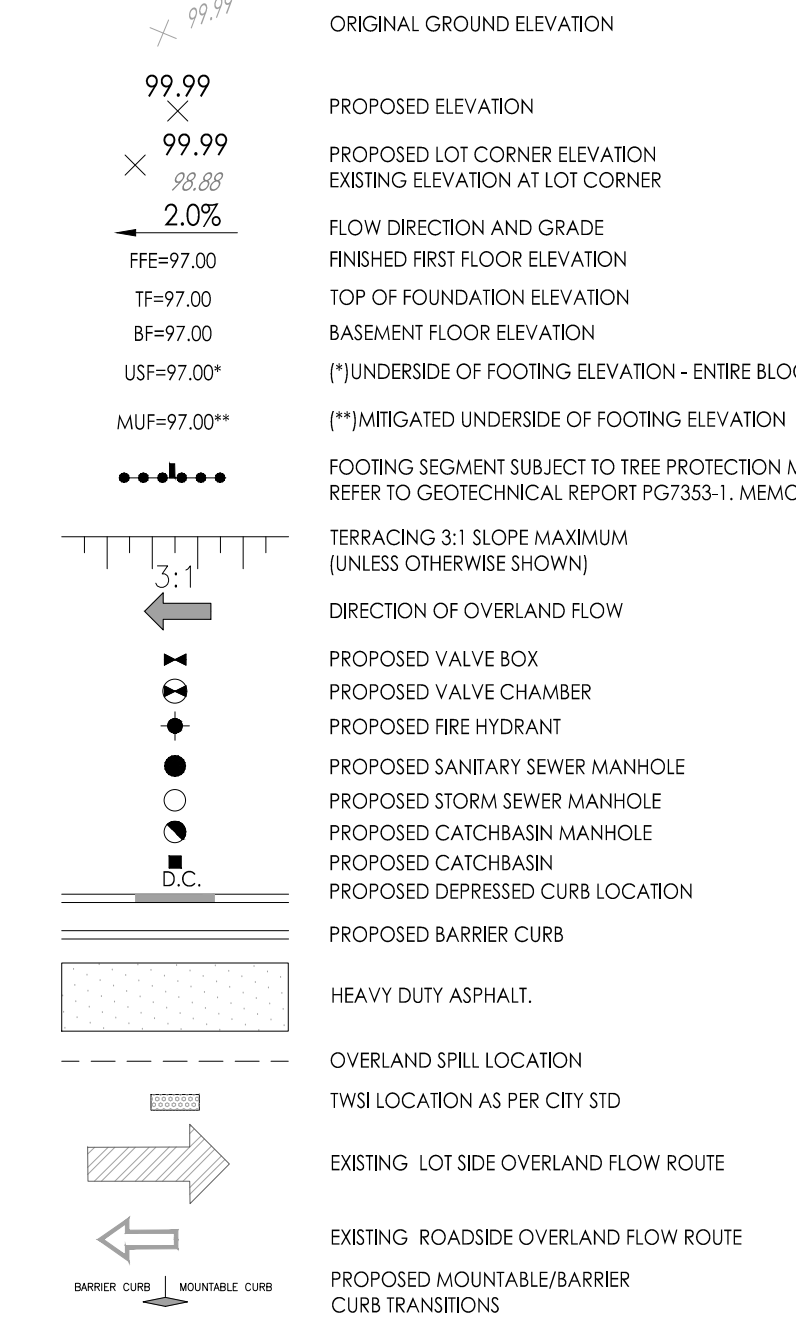 99.99 ORIGINAL GROUND ELEVATION
99.99
PROPOSED ELEVATION
99.99 PROPOSED LOT CORNER ELEVATION
98.88 EXISTING ELEVATION AT LOT CORNER
2.0% FLOW DIRECTION AND GRADE
FFE=97.00 FINISHED FIRST FLOOR ELEVATION
TF=97.00 TOP OF FOUNDATION ELEVATION
BF=97.00 BASEMENT FLOOR ELEVATION
USF=97.00* (*)UNDERSIDE OF FOOTING ELEVATION - ENTIRE
MUF=97.00** (**)MITIGATED UNDERSIDE OF FOOTING ELEVATION
FOOTING SEGMENT SUBJECT TO TREE PROTECTION
REFER TO GEOTECHNICAL REPORT PG7353-1.
TERRACING 3:1 SLOPE MAXIMUM
(UNLESS OTHERWISE SHOWN)
3:1
DIRECTION OF OVERLAND FLOW
PROPOSED VALVE BOX
PROPOSED VALVE CHAMBER
PROPOSED FIRE HYDRANT
PROPOSED SANITARY SEWER MANHOLE
PROPOSED STORM SEWER MANHOLE
PROPOSED CATCHBASIN MANHOLE
PROPOSED CATCHBASIN
D.C.
PROPOSED DEPRESSED CURB LOCATION
PROPOSED BARRIER CURB
HEAVY DUTY ASPHALT.
OVERLAND SPILL LOCATION
TWSI LOCATION AS PER CITY STD
EXISTING LOT SIDE OVERLAND FLOW ROUTE
EXISTING ROADSIDE OVERLAND FLOW ROUTE
BARRIER CURB MOUNTABLE CURB
PROPOSED MOUNTABLE/BARRIER
CURB TRANSITIONS